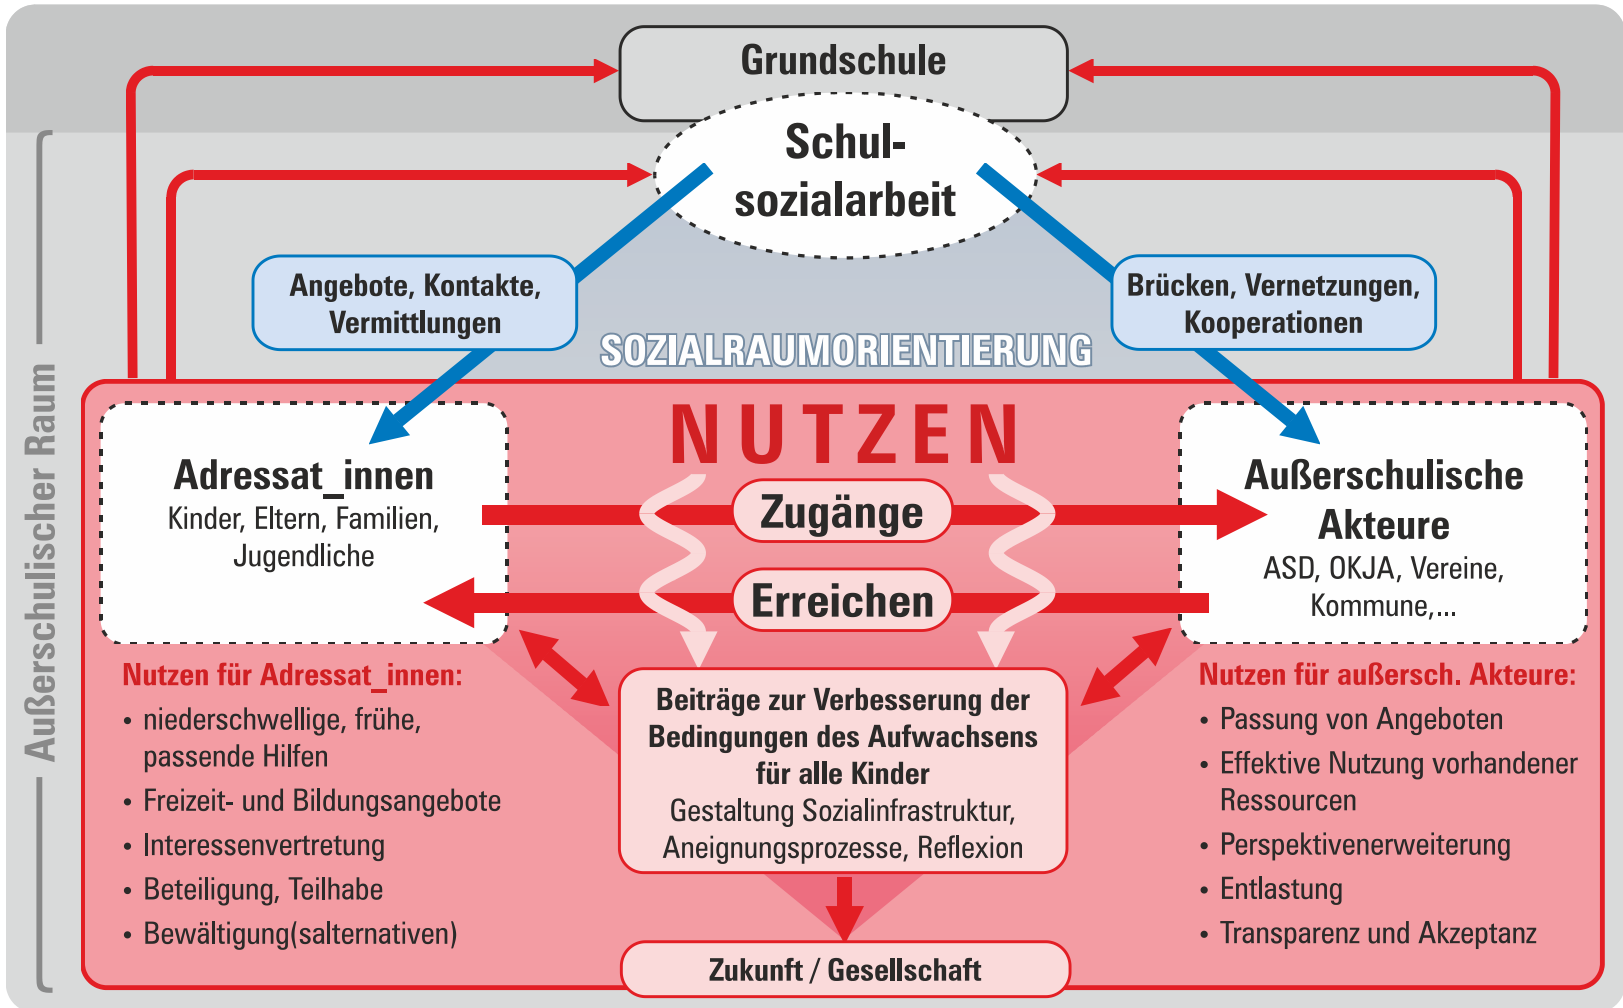 Grundschule
Schul-
sozialarbeit
Angebote, Kontakte,
Vermittlungen
Brücken, Vernetzungen,
Kooperationen
SOZIALRAUMORIENTIERUNG
Außerschulischer Raum
NUTZEN
Adressat_innen
Kinder, Eltern, Familien,
Jugendliche
Zugänge
Erreichen
Außerschulische
Akteure
ASD, OKJA, Vereine,
Kommune,...
Nutzen für Adressat_innen:
• niederschwellige, frühe,
passende Hilfen
• Freizeit- und Bildungsangebote
• Interessenvertretung
• Beteiligung, Teilhabe
• Bewältigung(salternativen)
Beiträge zur Verbesserung der
Bedingungen des Aufwachsens
für alle Kinder
Gestaltung Sozialinfrastruktur,
Aneignungsprozesse, Reflexion
Nutzen für außersch. Akteure:
• Passung von Angeboten
• Effektive Nutzung vorhandener
Ressourcen
• Perspektivenerweiterung
• Entlastung
• Transparenz und Akzeptanz
Zukunft / Gesellschaft